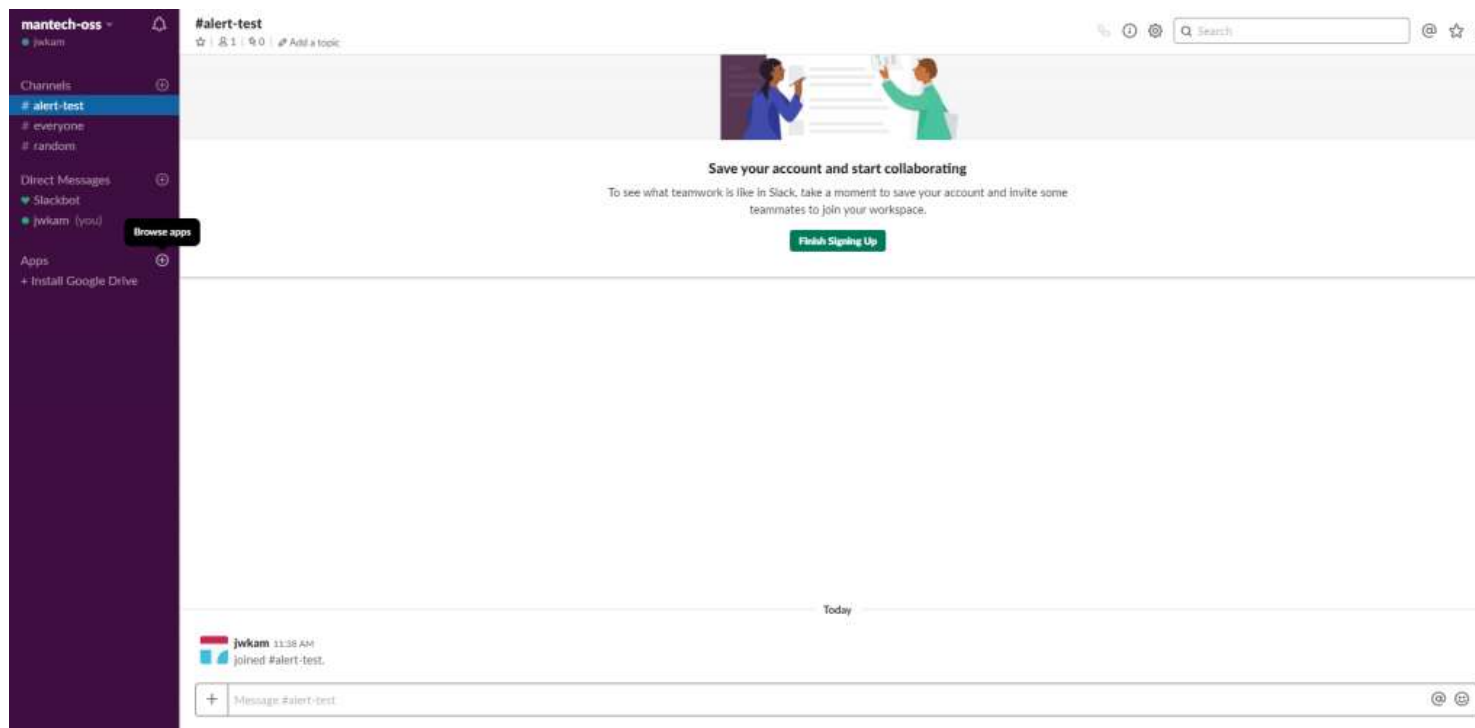 mantech-oss
jwkam
Channels
# alert-test
# everyone
# random
Direct Messages
Slackbot
jwkam (you)
Browse apps
Apps
+ Install Google Drive
#alert-test
1 | 0 | Add a topic
Search
Save your account and start collaborating
To see what teamwork is like in Slack, take a moment to save your account and invite some
teammates to join your workspace.
Finish Signing Up
Today
jwkam 11:38 AM
joined #alert-test.
Message #alert-test